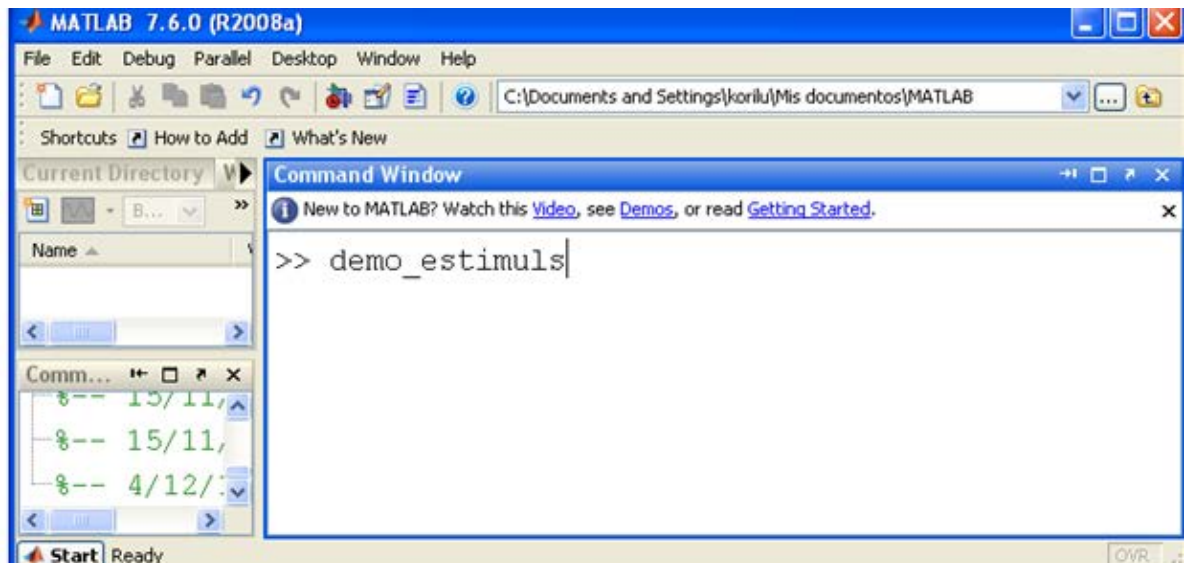 MATLAB 7.6.0 (R2008a)
File Edit Debug Parallel Desktop Window Help
C:\Documents and Settings\korilu\Mis documentos\MATLAB
Shortcuts How to Add What's New
Current Directory
B...
Name
Command Window
New to MATLAB? Watch this Video, see Demos, or read Getting Started.
>> demo_estimuls
Comm...
%-- 15/11,
%-- 15/11,
%-- 4/12/
Start Ready
OVR